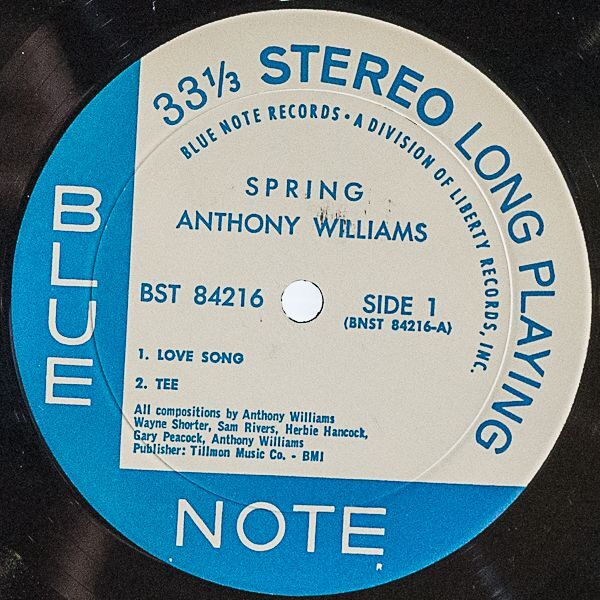 33⅓ STEREO LONG PLAYING
BLUE NOTE RECORDS • A DIVISION OF LIBERTY RECORDS, INC.
SPRING
ANTHONY WILLIAMS
BST 84216
SIDE 1
(BNST 84216-A)
1. LOVE SONG
2. TEE
All compositions by Anthony Williams
Wayne Shorter, Sam Rivers, Herbie Hancock,
Gary Peacock, Anthony Williams
Publisher: Tillmon Music Co. - BMI
BLUE
NOTE
R